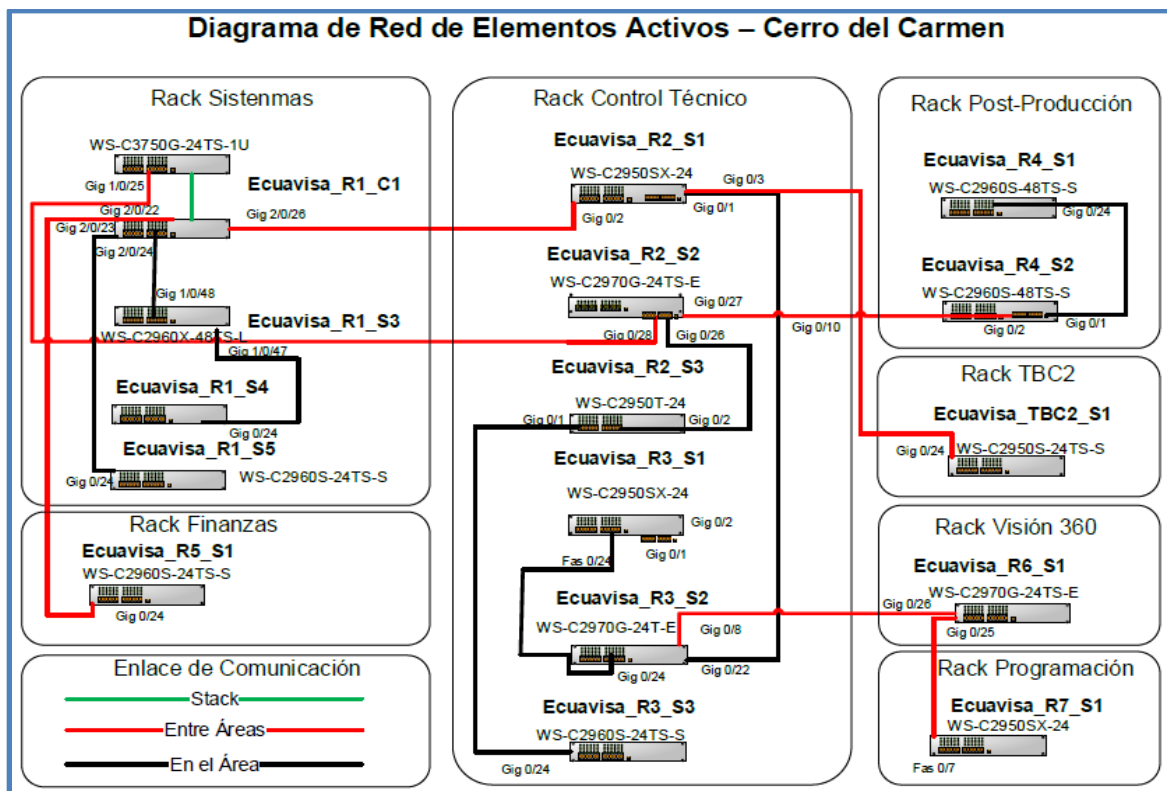 Diagrama de Red de Elementos Activos – Cerro del Carmen
Rack Sistenmas
WS-C3750G-24TS-1U
Gig 1/0/25
Ecuavisa_R1_C1
Gig 2/0/22
Gig 2/0/26
Gig 2/0/23
Gig 2/0/24
Gig 1/0/48
Ecuavisa_R1_S3
WS-C2960X-48TS-L
Gig 1/0/47
Ecuavisa_R1_S4
Gig 0/24
Ecuavisa_R1_S5
Gig 0/24
WS-C2960S-24TS-S
Rack Finanzas
Ecuavisa_R5_S1
WS-C2960S-24TS-S
Gig 0/24
Enlace de Comunicación
Stack
Entre Áreas
En el Área
Rack Control Técnico
Ecuavisa_R2_S1
WS-C2950SX-24
Gig 0/3
Gig 0/2
Gig 0/1
Ecuavisa_R2_S2
WS-C2970G-24TS-E
Gig 0/27
Gig 0/10
Gig 0/28
Gig 0/26
Ecuavisa_R2_S3
WS-C2950T-24
Gig 0/1
Gig 0/2
Ecuavisa_R3_S1
WS-C2950SX-24
Gig 0/2
Gig 0/1
Fas 0/24
Ecuavisa_R3_S2
WS-C2970G-24T-E
Gig 0/8
Gig 0/24
Gig 0/22
Ecuavisa_R3_S3
WS-C2960S-24TS-S
Gig 0/24
Rack Post-Producción
Ecuavisa_R4_S1
WS-C2960S-48TS-S
Gig 0/24
Ecuavisa_R4_S2
WS-C2960S-48TS-S
Gig 0/2
Gig 0/1
Rack TBC2
Ecuavisa_TBC2_S1
Gig 0/24
WS-C2950S-24TS-S
Rack Visión 360
Ecuavisa_R6_S1
WS-C2970G-24TS-E
Gig 0/26
Gig 0/25
Rack Programación
Ecuavisa_R7_S1
WS-C2950SX-24
Fas 0/7